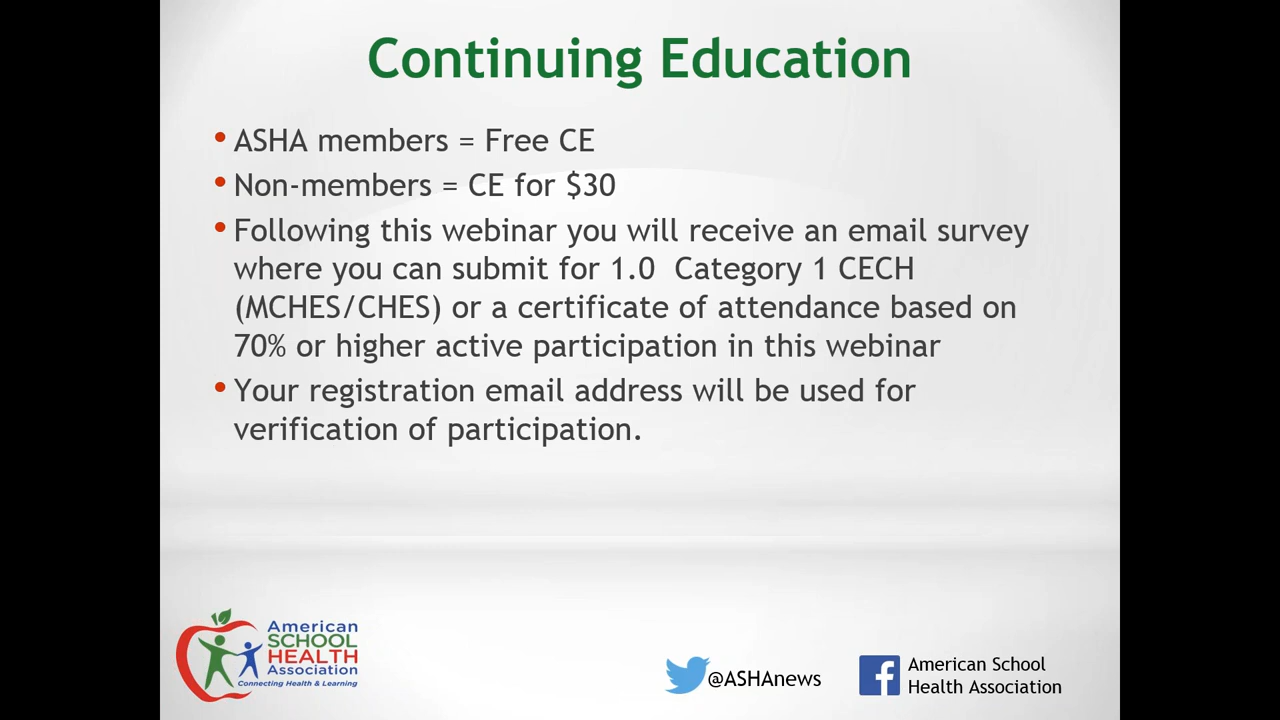 Continuing Education
• ASHA members = Free CE
• Non-members = CE for $30
• Following this webinar you will receive an email survey
where you can submit for 1.0  Category 1 CECH
(MCHES/CHES) or a certificate of attendance based on
70% or higher active participation in this webinar
• Your registration email address will be used for
verification of participation.
American
SCHOOL
HEALTH
Association
Connecting Health & Learning
@ASHAnews
American School
Health Association